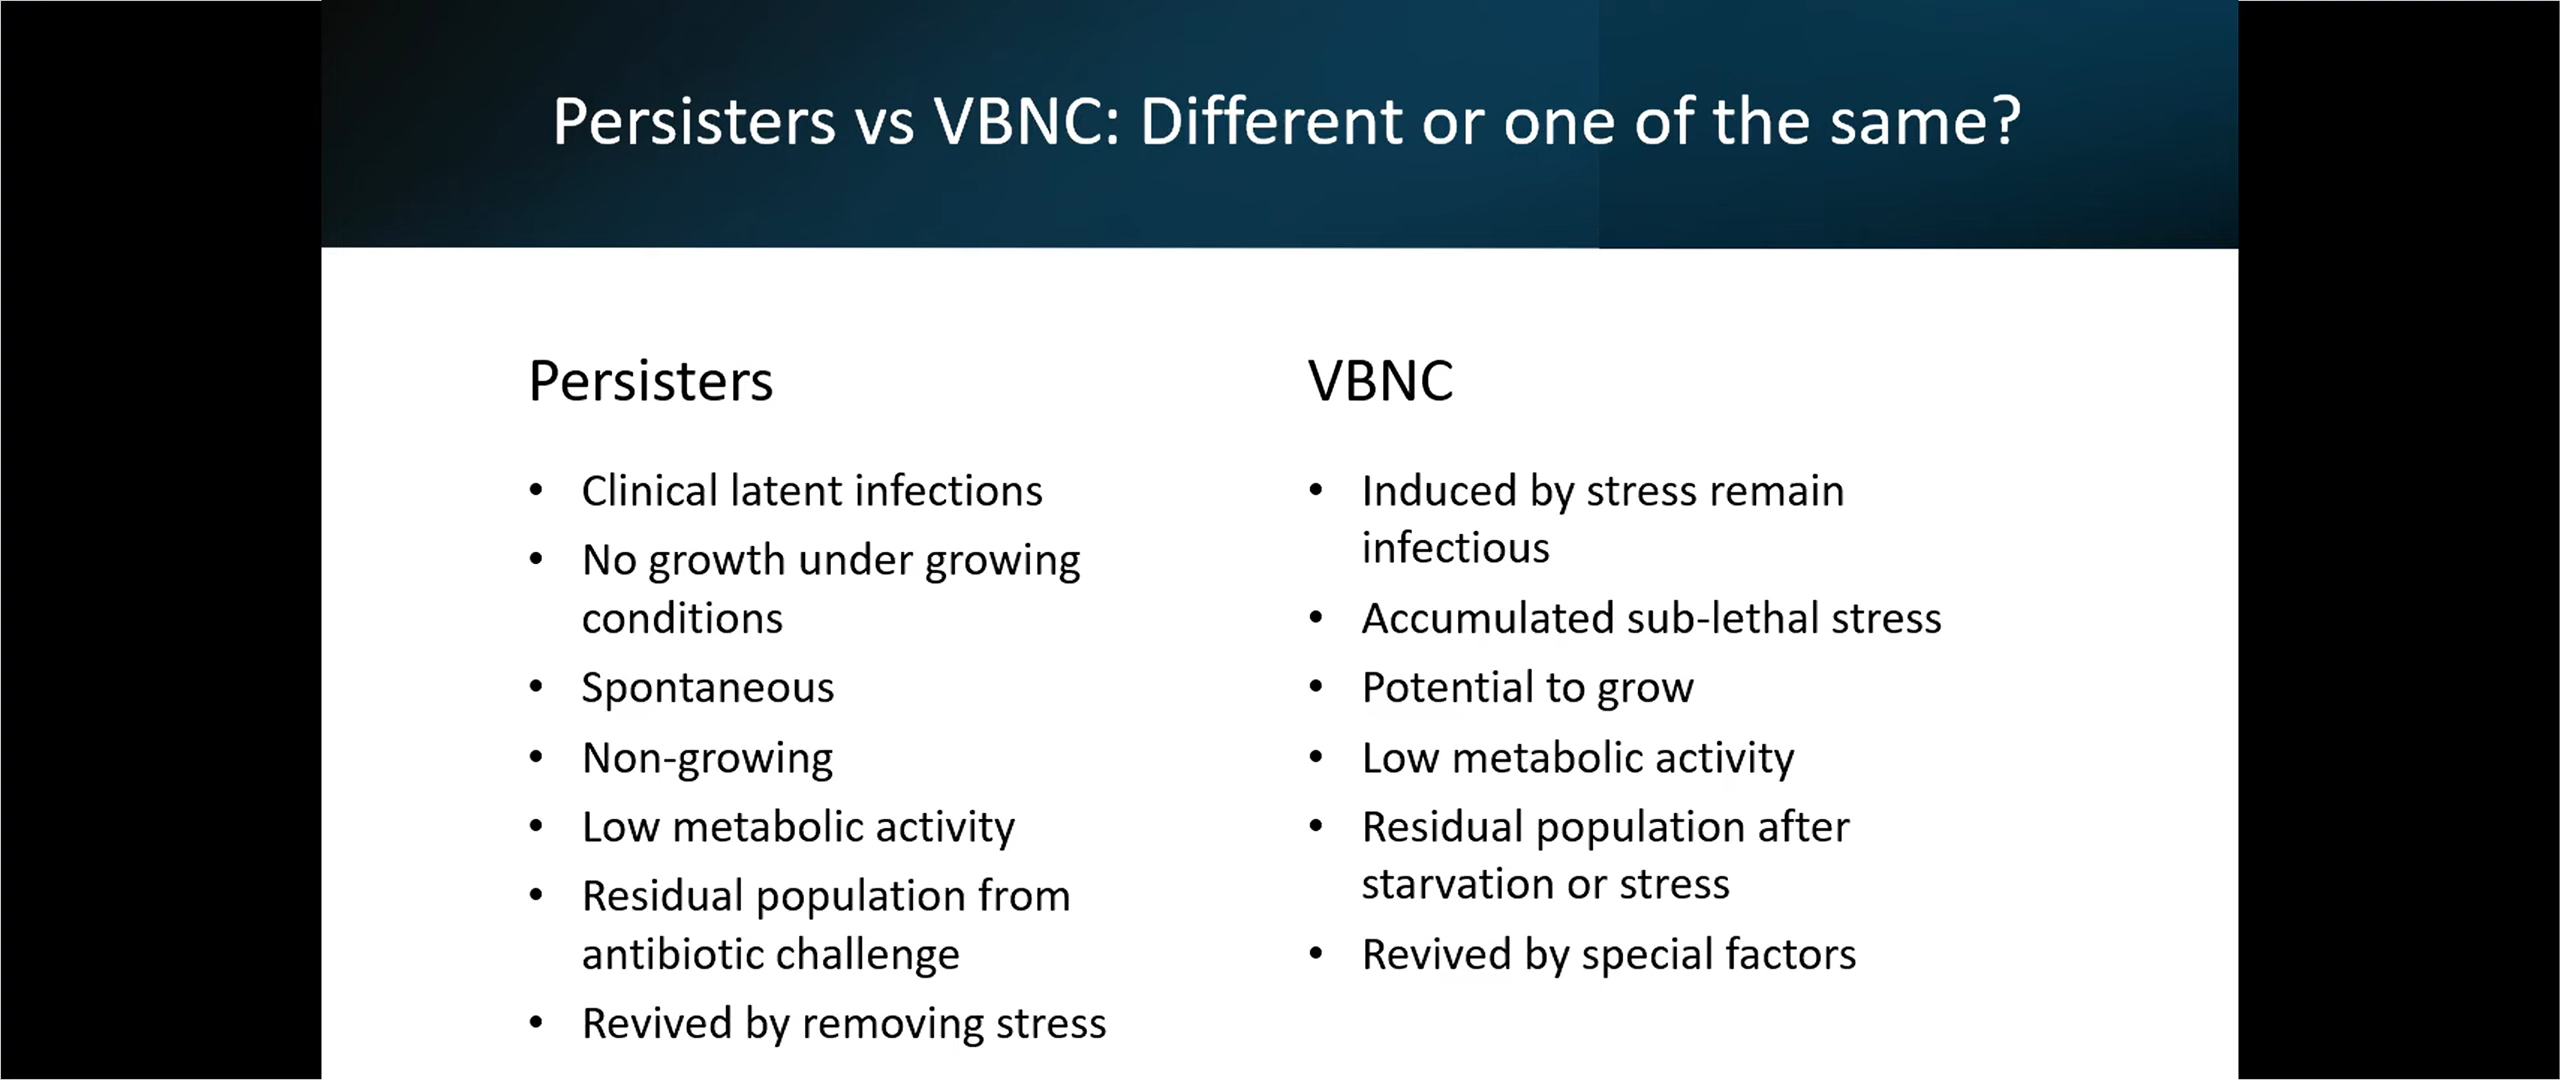 Persisters vs VBNC: Different or one of the same?
Persisters
• Clinical latent infections
• No growth under growing
conditions
• Spontaneous
• Non-growing
• Low metabolic activity
• Residual population from
antibiotic challenge
• Revived by removing stress
VBNC
• Induced by stress remain
infectious
• Accumulated sub-lethal stress
• Potential to grow
• Low metabolic activity
• Residual population after
starvation or stress
• Revived by special factors